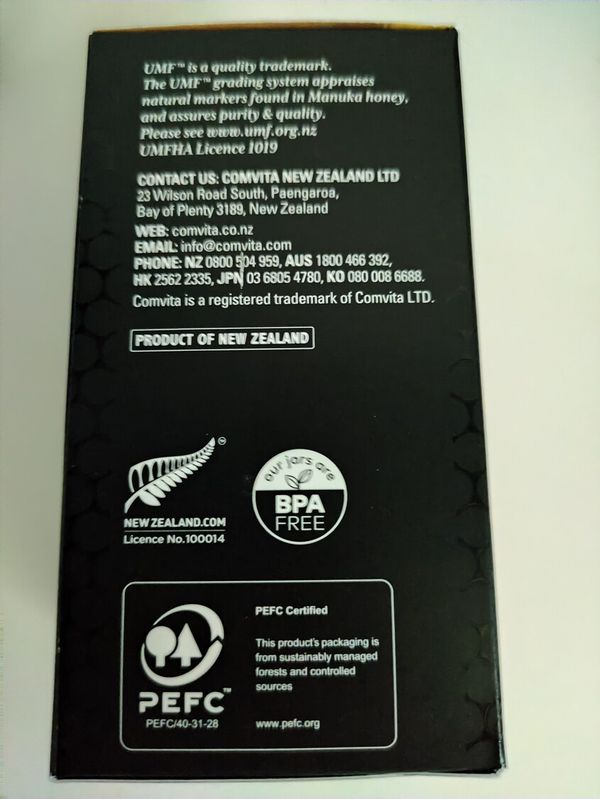 UMF™ is a quality trademark.
The UMF™ grading system appraises
natural markers found in Manuka honey,
and assures purity & quality.
Please see www.umf.org.nz
UMFHA Licence 1019
CONTACT US: COMVITA NEW ZEALAND LTD
23 Wilson Road South, Paengaroa,
Bay of Plenty 3189, New Zealand
WEB: comvita.co.nz
EMAIL: info@comvita.com
PHONE: NZ 0800 504 959, AUS 1800 466 392,
HK 2562 2335, JPN 03 6805 4780, KO 080 008 6688.
Comvita is a registered trademark of Comvita LTD.
PRODUCT OF NEW ZEALAND
™
NEWZEALAND.COM
Licence No.100014
our jars are
BPA
FREE
PEFC Certified
This product's packaging is
from sustainably managed
forests and controlled
sources
www.pefc.org
PEFC™
PEFC/40-31-28